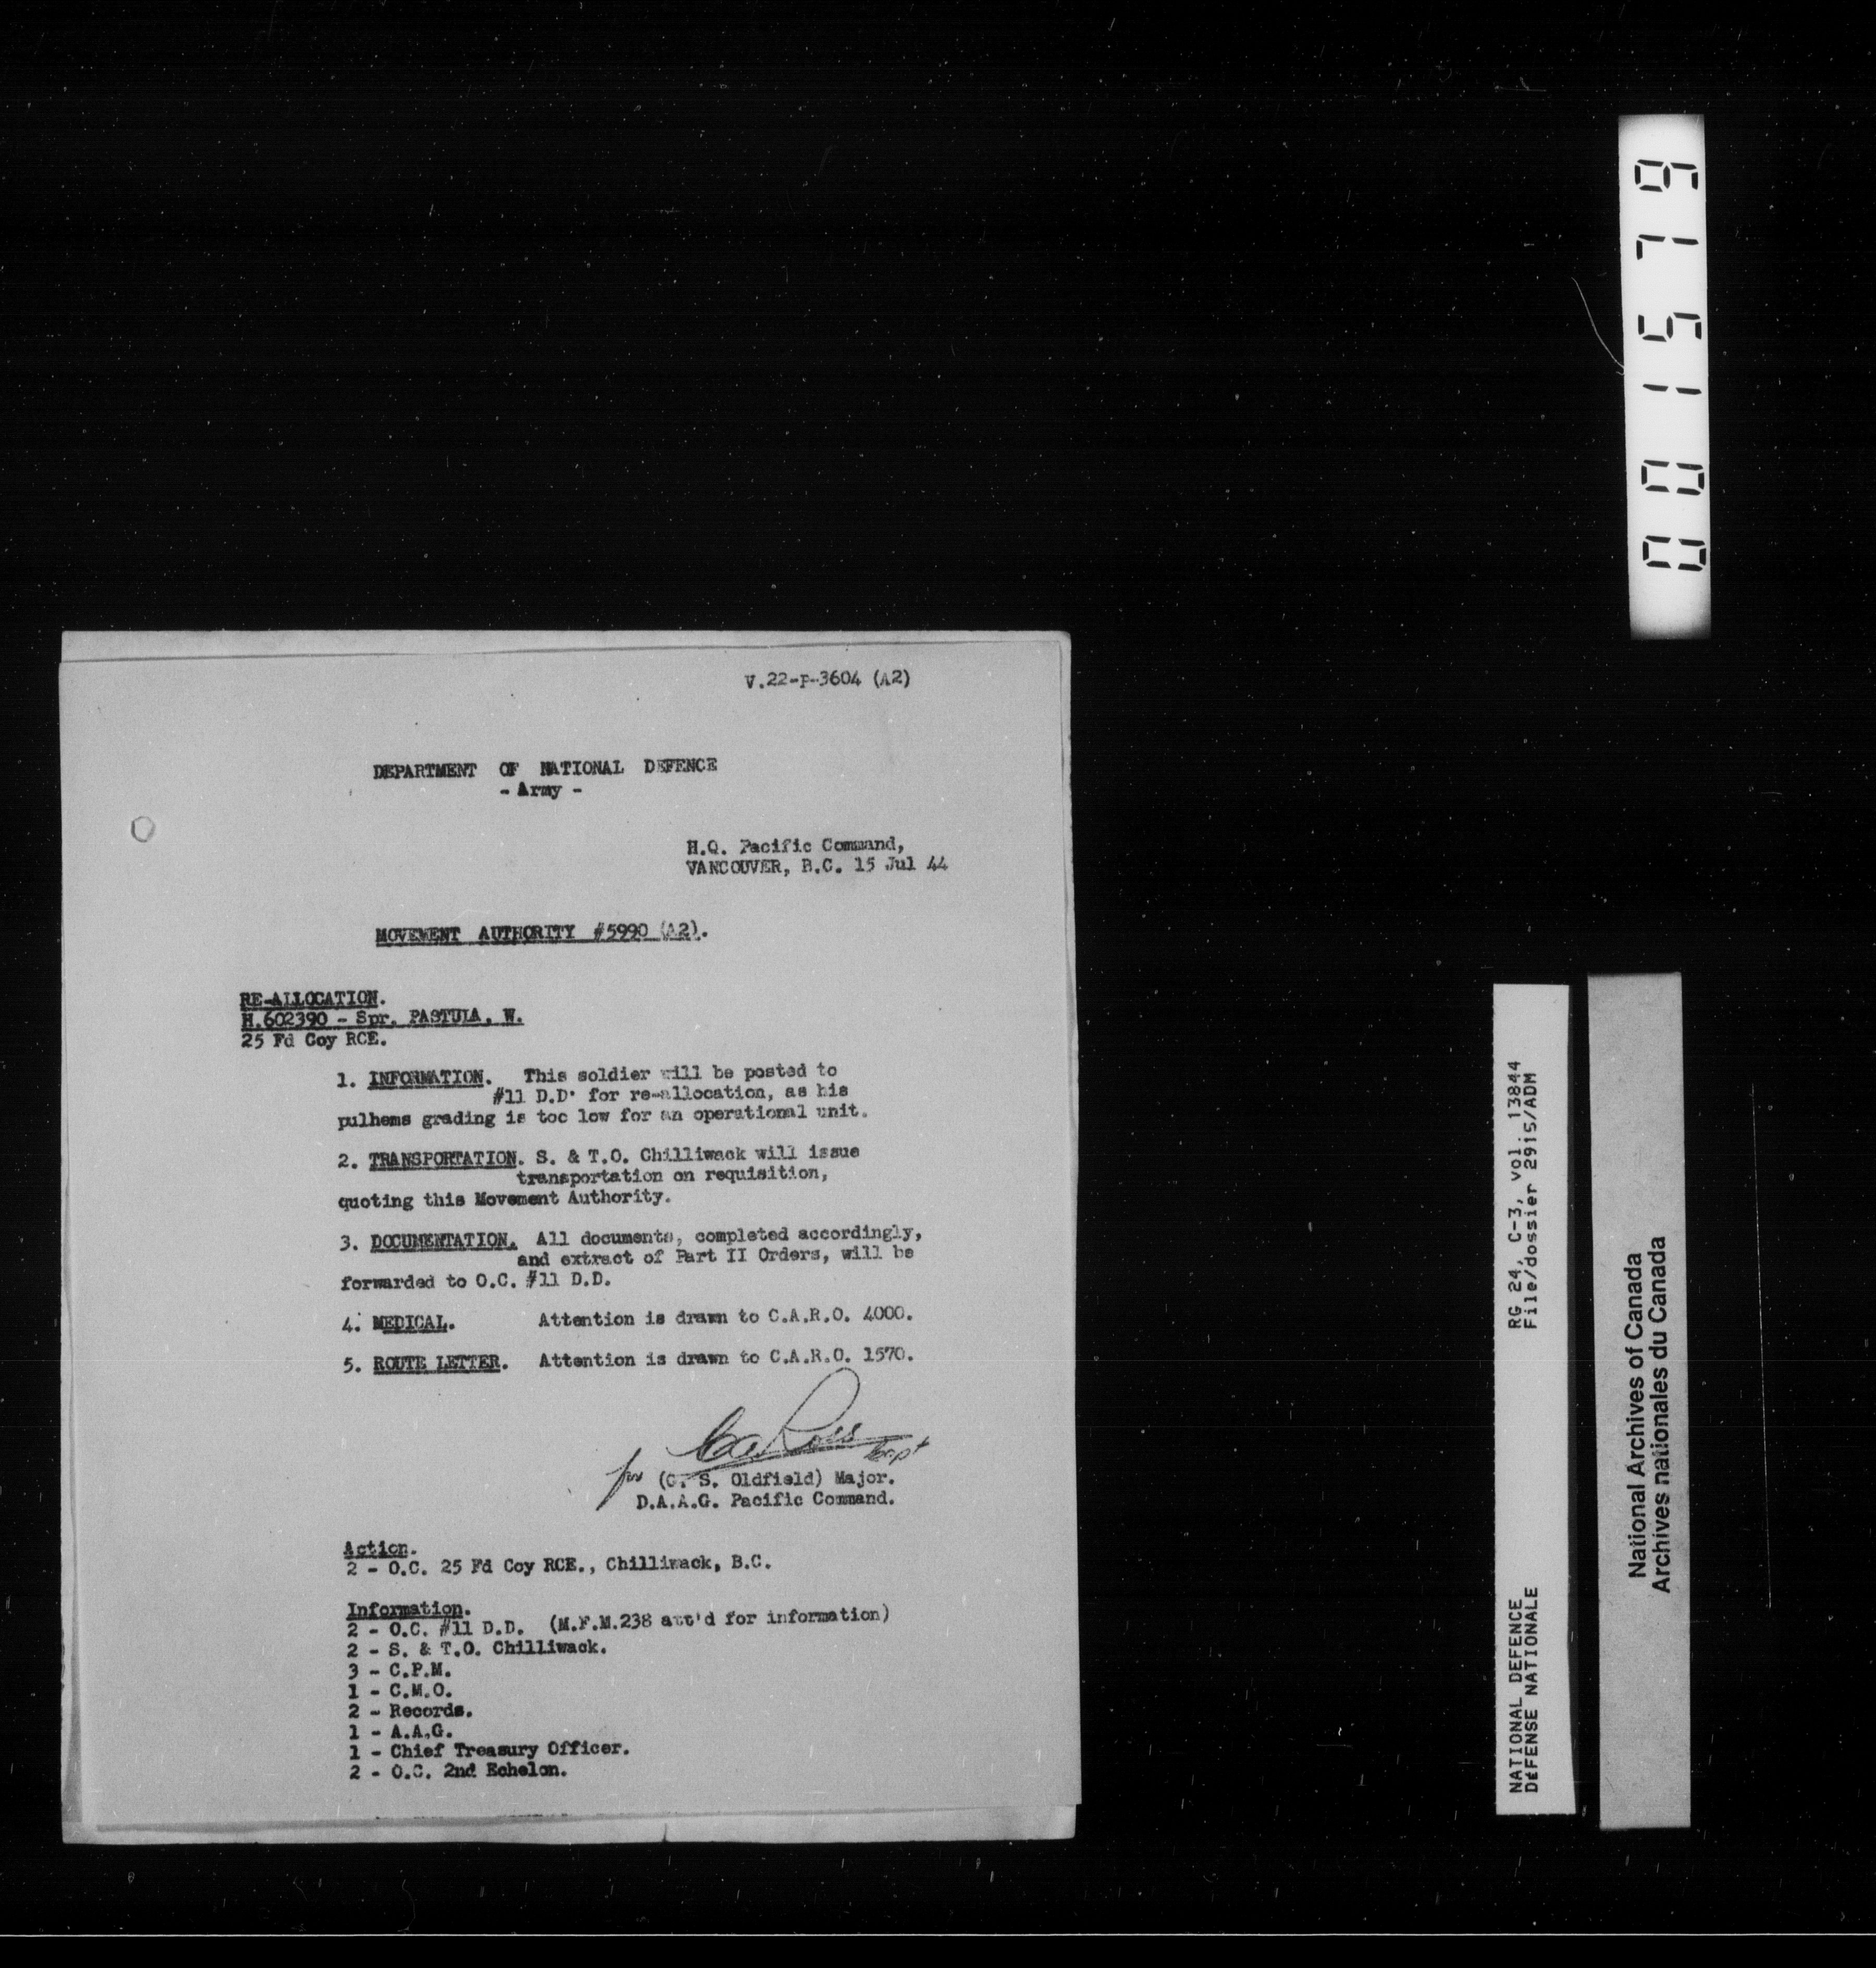 V.22-P-3604 (A2)
DEPARTMENT OF NATIONAL DEFENCE
- Army -
H.Q. Pacific Command,
VANCOUVER, B.C. 15 Jul 44
MOVEMENT AUTHORITY #5990 (A2).
RE-ALLOCATION.
H.602390 - Spr. PASTULA, W.
25 Fd Coy RCE.
1. INFORMATION. This soldier will be posted to
#11 D.D. for re-allocation, as his
pulhems grading is too low for an operational unit.
2. TRANSPORTATION. S. & T.O. Chilliwack will issue
transportation on requisition,
quoting this Movement Authority.
3. DOCUMENTATION. All documents, completed accordingly,
and extract of Part II Orders, will be
forwarded to O.C. #11 D.D.
4. MEDICAL. Attention is drawn to C.A.R.O. 4000.
5. ROUTE LETTER. Attention is drawn to C.A.R.O. 1570.
Ross Capt
for (C. S. Oldfield) Major.
D.A.A.G. Pacific Command.
Action.
2 - O.C. 25 Fd Coy RCE., Chilliwack, B.C.
Information.
2 - O.C. #11 D.D. (M.F.M.238 att'd for information)
2 - S. & T.O. Chilliwack.
3 - C.P.M.
1 - C.M.O.
2 - Records.
1 - A.A.G.
1 - Chief Treasury Officer.
2 - O.C. 2nd Echelon.
001579
NATIONAL DEFENCE RG 24, C-3, vol. 13844
DÉFENSE NATIONALE File/dossier 2915/ADM
National Archives of Canada
Archives nationales du Canada